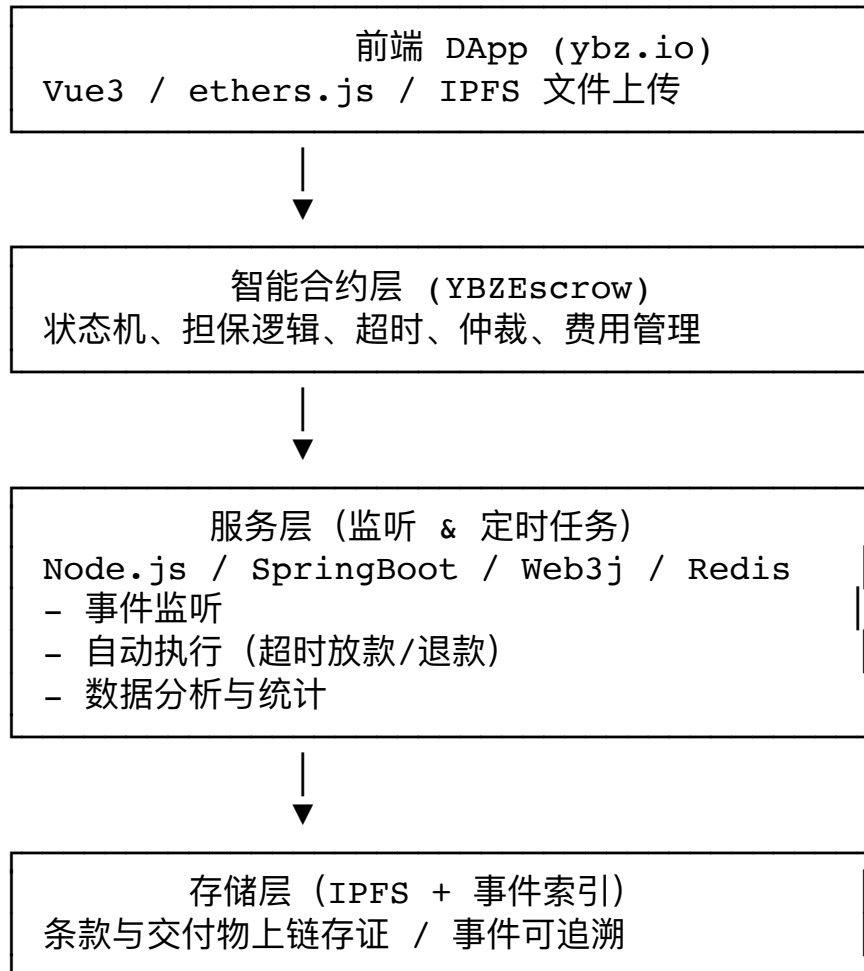 前端 DApp (ybz.io)
Vue3 / ethers.js / IPFS 文件上传
智能合约层 (YBZEscrow)
状态机、担保逻辑、超时、仲裁、费用管理
服务层（监听 & 定时任务）
Node.js / SpringBoot / Web3j / Redis
- 事件监听
- 自动执行（超时放款/退款）
- 数据分析与统计
存储层（IPFS + 事件索引）
条款与交付物上链存证 / 事件可追溯